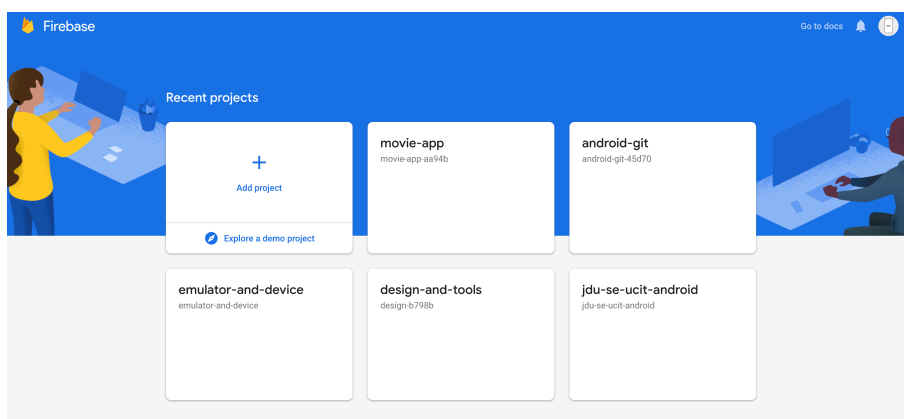 Firebase
Go to docs
Recent projects
Add project
Explore a demo project
movie-app
movie-app-aa94b
android-git
android-git-45d70
emulator-and-device
emulator-and-device
design-and-tools
design-b798b
jdu-se-ucit-android
jdu-se-ucit-android